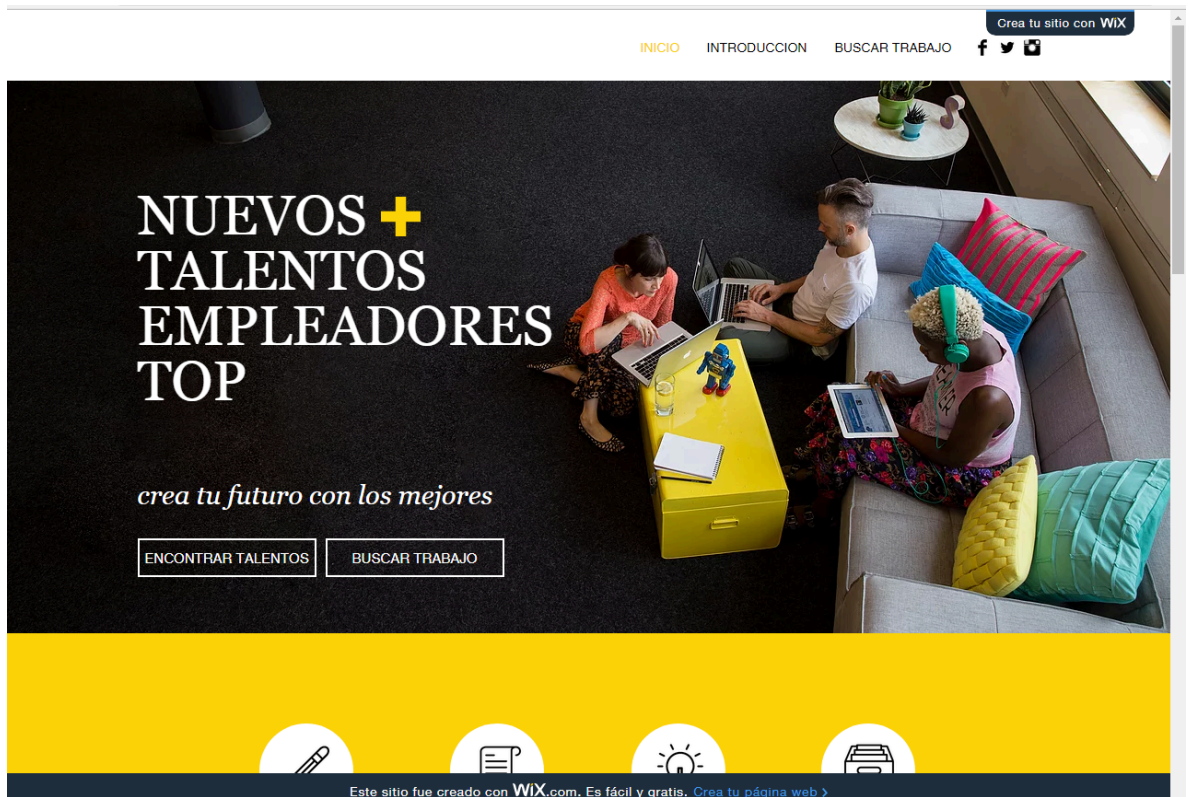 Crea tu sitio con WiX
INICIO INTRODUCCION BUSCAR TRABAJO
NUEVOS +
TALENTOS
EMPLEADORES
TOP
crea tu futuro con los mejores
ENCONTRAR TALENTOS BUSCAR TRABAJO
Este sitio fue creado con WiX.com. Es fácil y gratis. Crea tu página web >